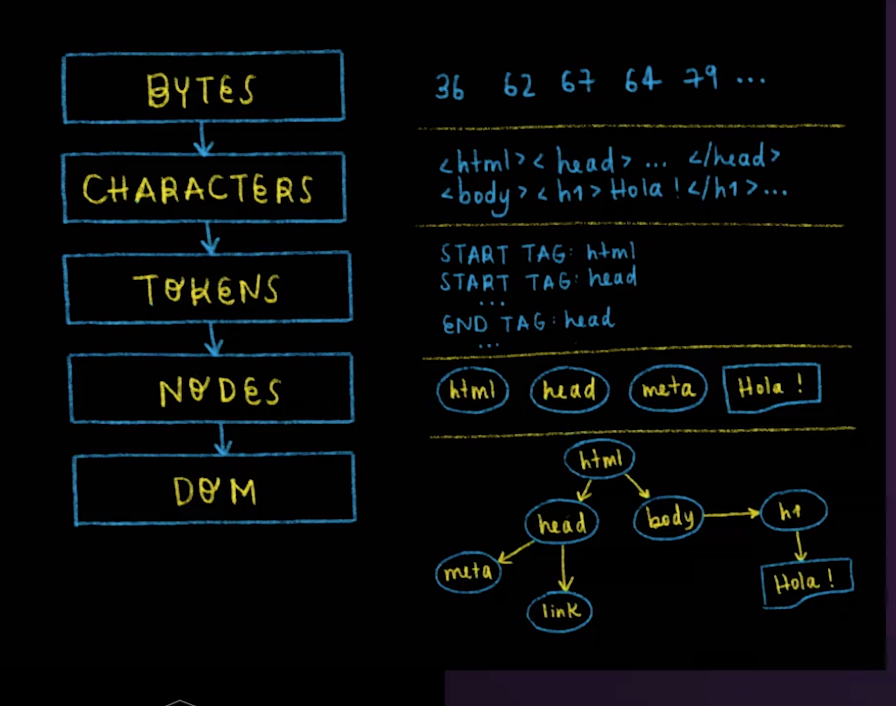 BYTES
36 62 67 64 79 ...
CHARACTERS
<html><head> ... </head>
<body><h1>Hola!</h1>...
TOKENS
START TAG: html
START TAG: head
...
END TAG: head
...
NODES
html head meta Hola!
DOM
html
head body h1
meta Hola!
link